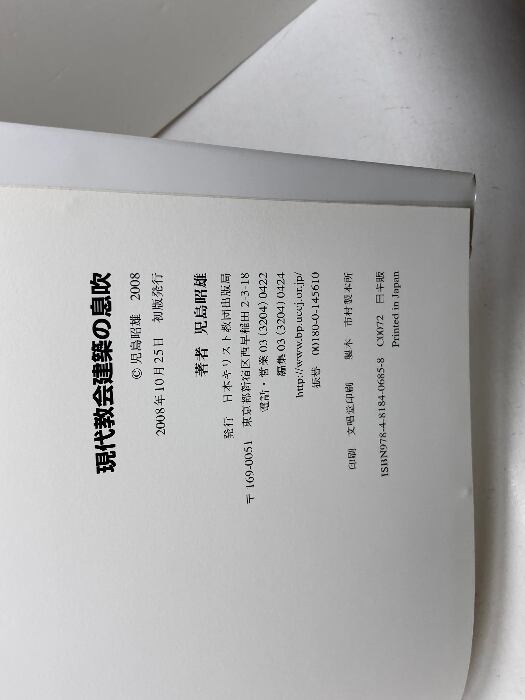 現代教会建築の息吹
© 児島昭雄 2008
2008年10月25日 初版発行
著者 児島昭雄
発行 日本キリスト教団出版局
〒169-0051 東京都新宿区西早稲田2-3-18
電話・営業03(3204)0422
編集03(3204)0424
http://www.bp.uccj.or.jp/
振替 00180-0-145610
印刷 文唱堂印刷 製本 市村製本所
ISBN978-4-8184-0685-8 C0072 日キ販
Printed in Japan